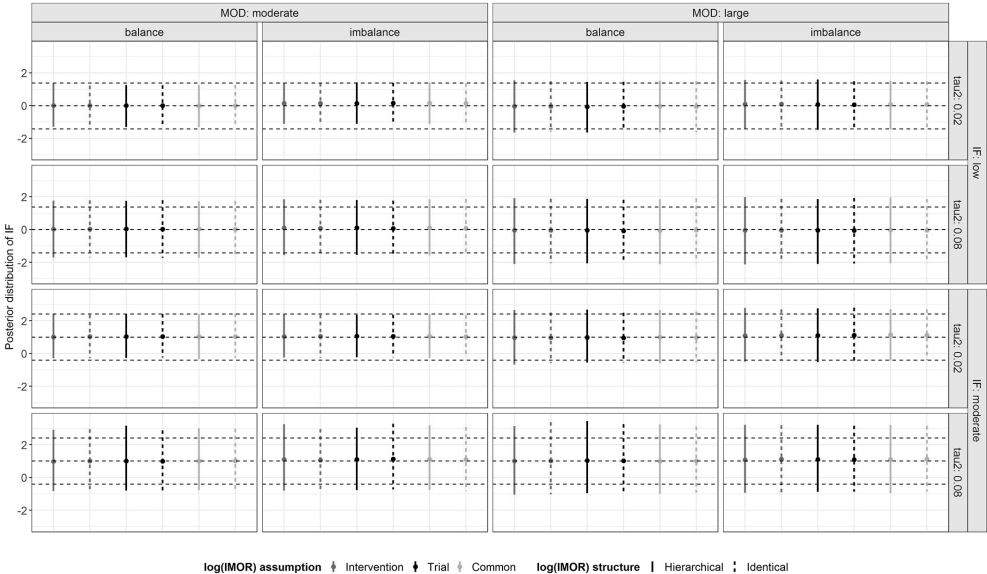 MOD: moderate
MOD: large
balance
imbalance
balance
imbalance
Posterior distribution of IF
2
0
-2
tau2: 0.02
2
0
-2
tau2: 0.08
IF: low
2
0
-2
tau2: 0.02
2
0
-2
tau2: 0.08
IF: moderate
log(IMOR) assumption Intervention Trial Common log(IMOR) structure Hierarchical Identical